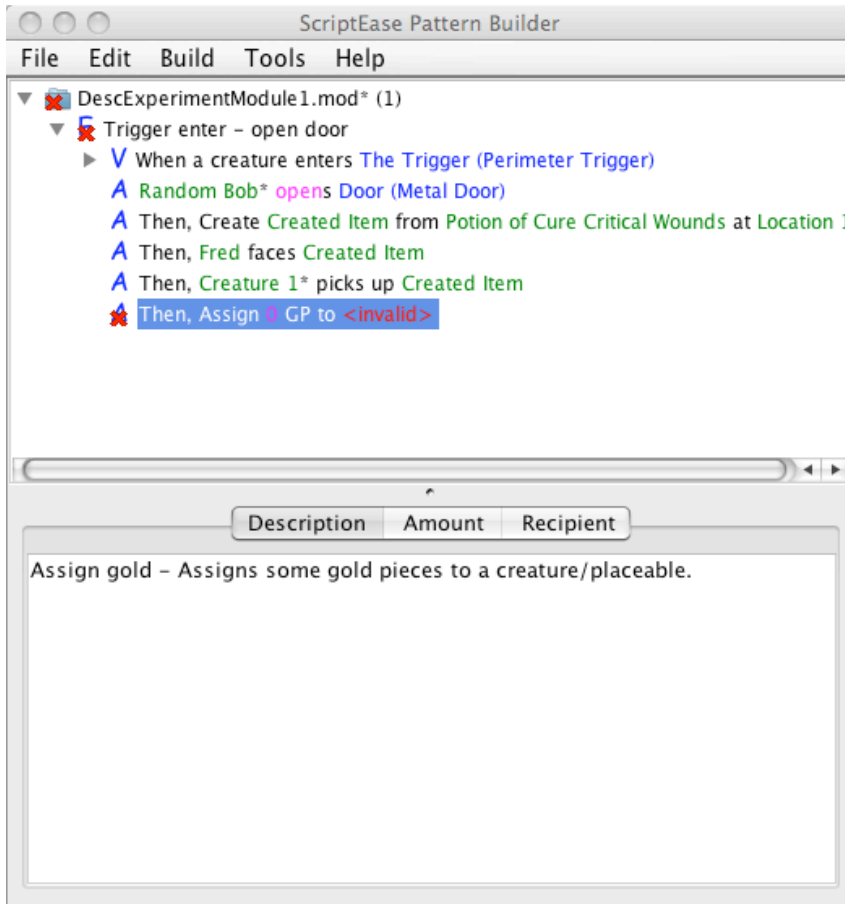 ScriptEase Pattern Builder
File Edit Build Tools Help
DescExperimentModule1.mod* (1)
Trigger enter – open door
V When a creature enters The Trigger (Perimeter Trigger)
A Random Bob* opens Door (Metal Door)
A Then, Create Created Item from Potion of Cure Critical Wounds at Location 1
A Then, Fred faces Created Item
A Then, Creature 1* picks up Created Item
A Then, Assign 0 GP to <invalid>
Description Amount Recipient
Assign gold – Assigns some gold pieces to a creature/placeable.